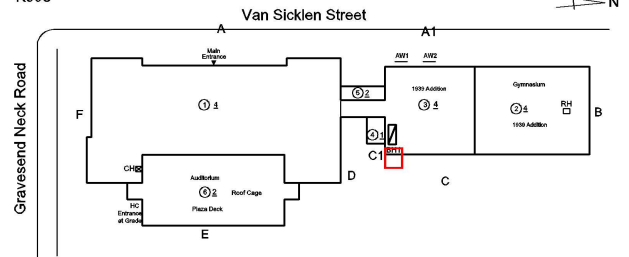 Van Sicklen Street
N
A
A1
Main
Entrance
AW1 AW2
5 2
1939 Addition
Gymnasium
1 4
3 4
2 4
RH
1939 Addition
F
B
4 1
C1
C
CH
Auditorium
D
6 2
Roof Cage
Plaza Deck
HC
Entrance
at Grade
E
Gravesend Neck Road